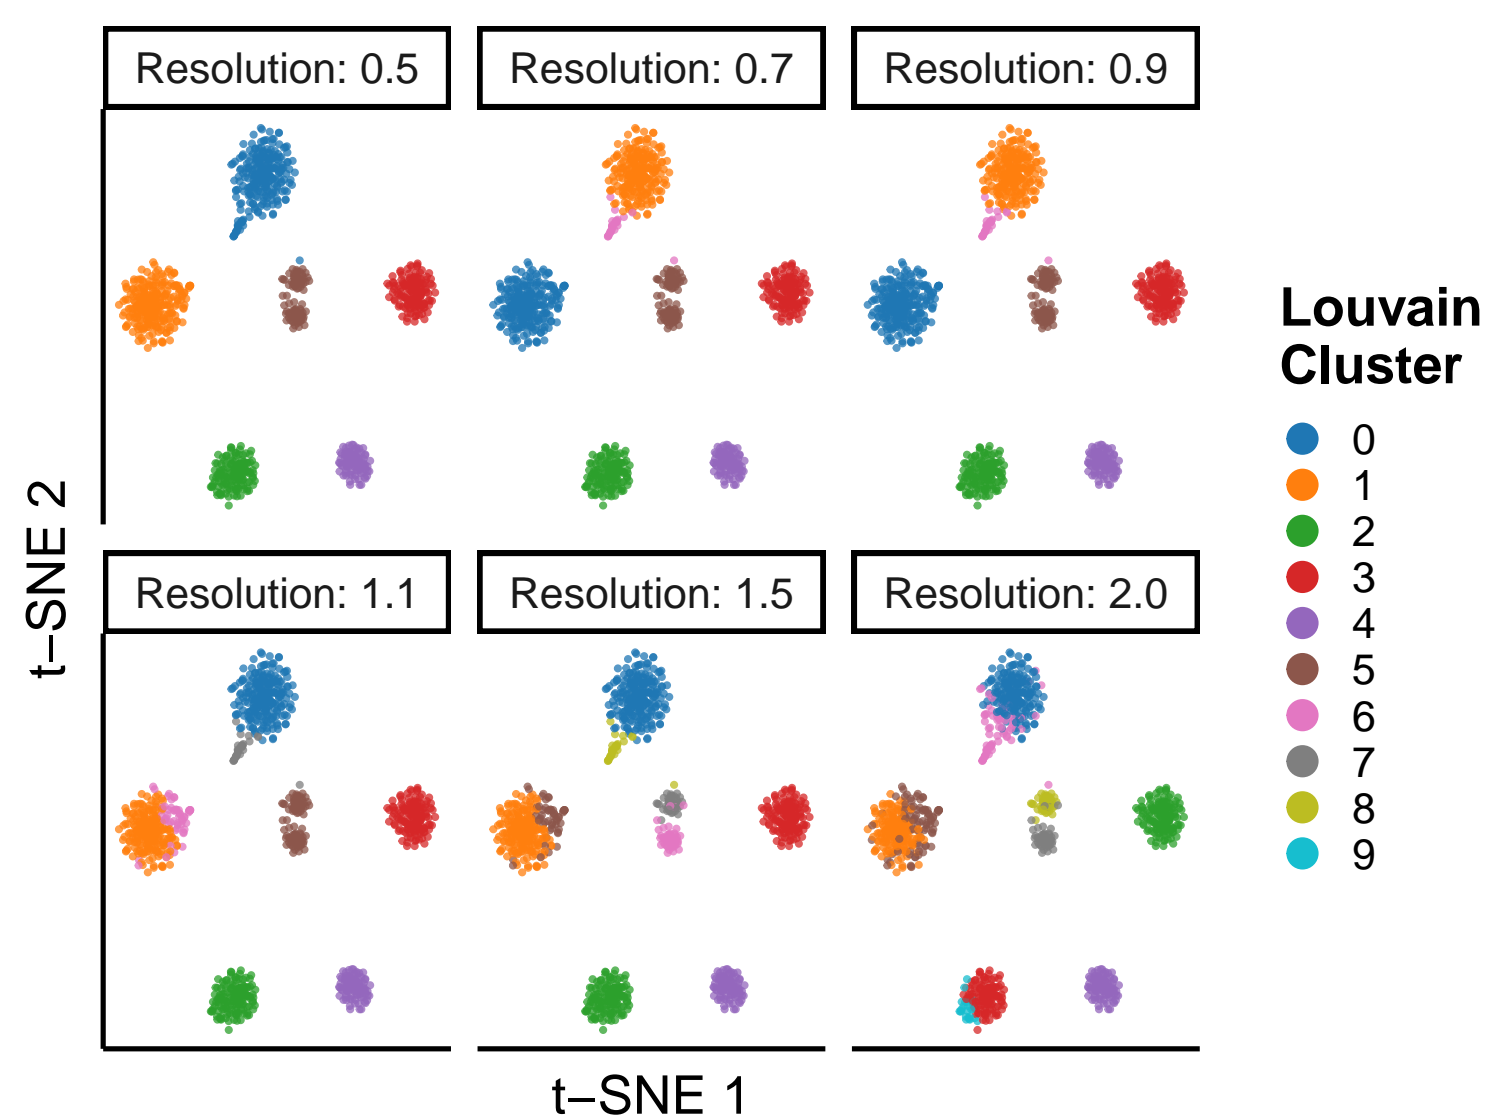 Resolution: 0.5
Resolution: 0.7
Resolution: 0.9
t–SNE 2
Resolution: 1.1
Resolution: 1.5
Resolution: 2.0
t–SNE 1
Louvain
Cluster
0
1
2
3
4
5
6
7
8
9